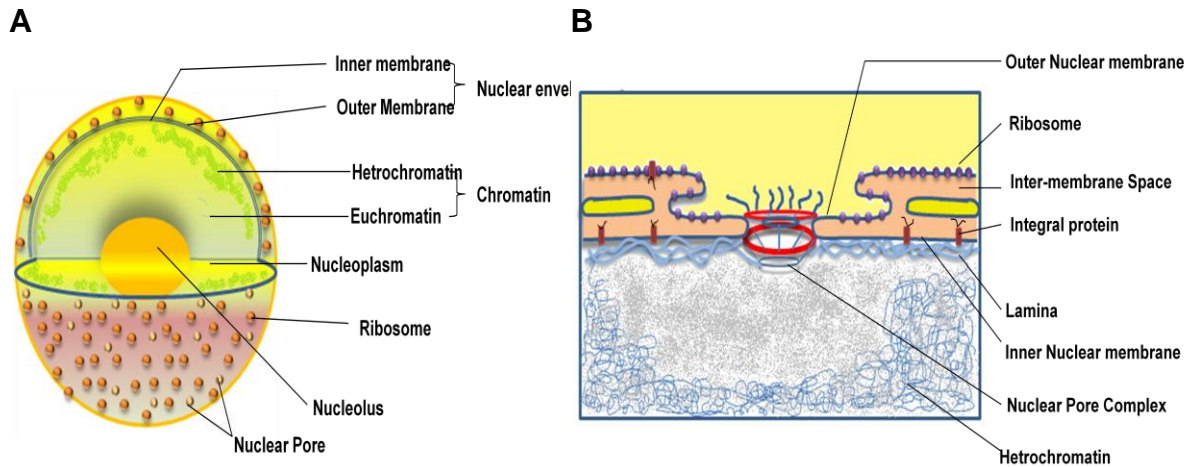 A
Inner membrane
Outer Membrane
Nuclear envel
Hetrochromatin
Euchromatin
Chromatin
Nucleoplasm
Ribosome
Nucleolus
Nuclear Pore
B
Outer Nuclear membrane
Ribosome
Inter-membrane Space
Integral protein
Lamina
Inner Nuclear membrane
Nuclear Pore Complex
Hetrochromatin